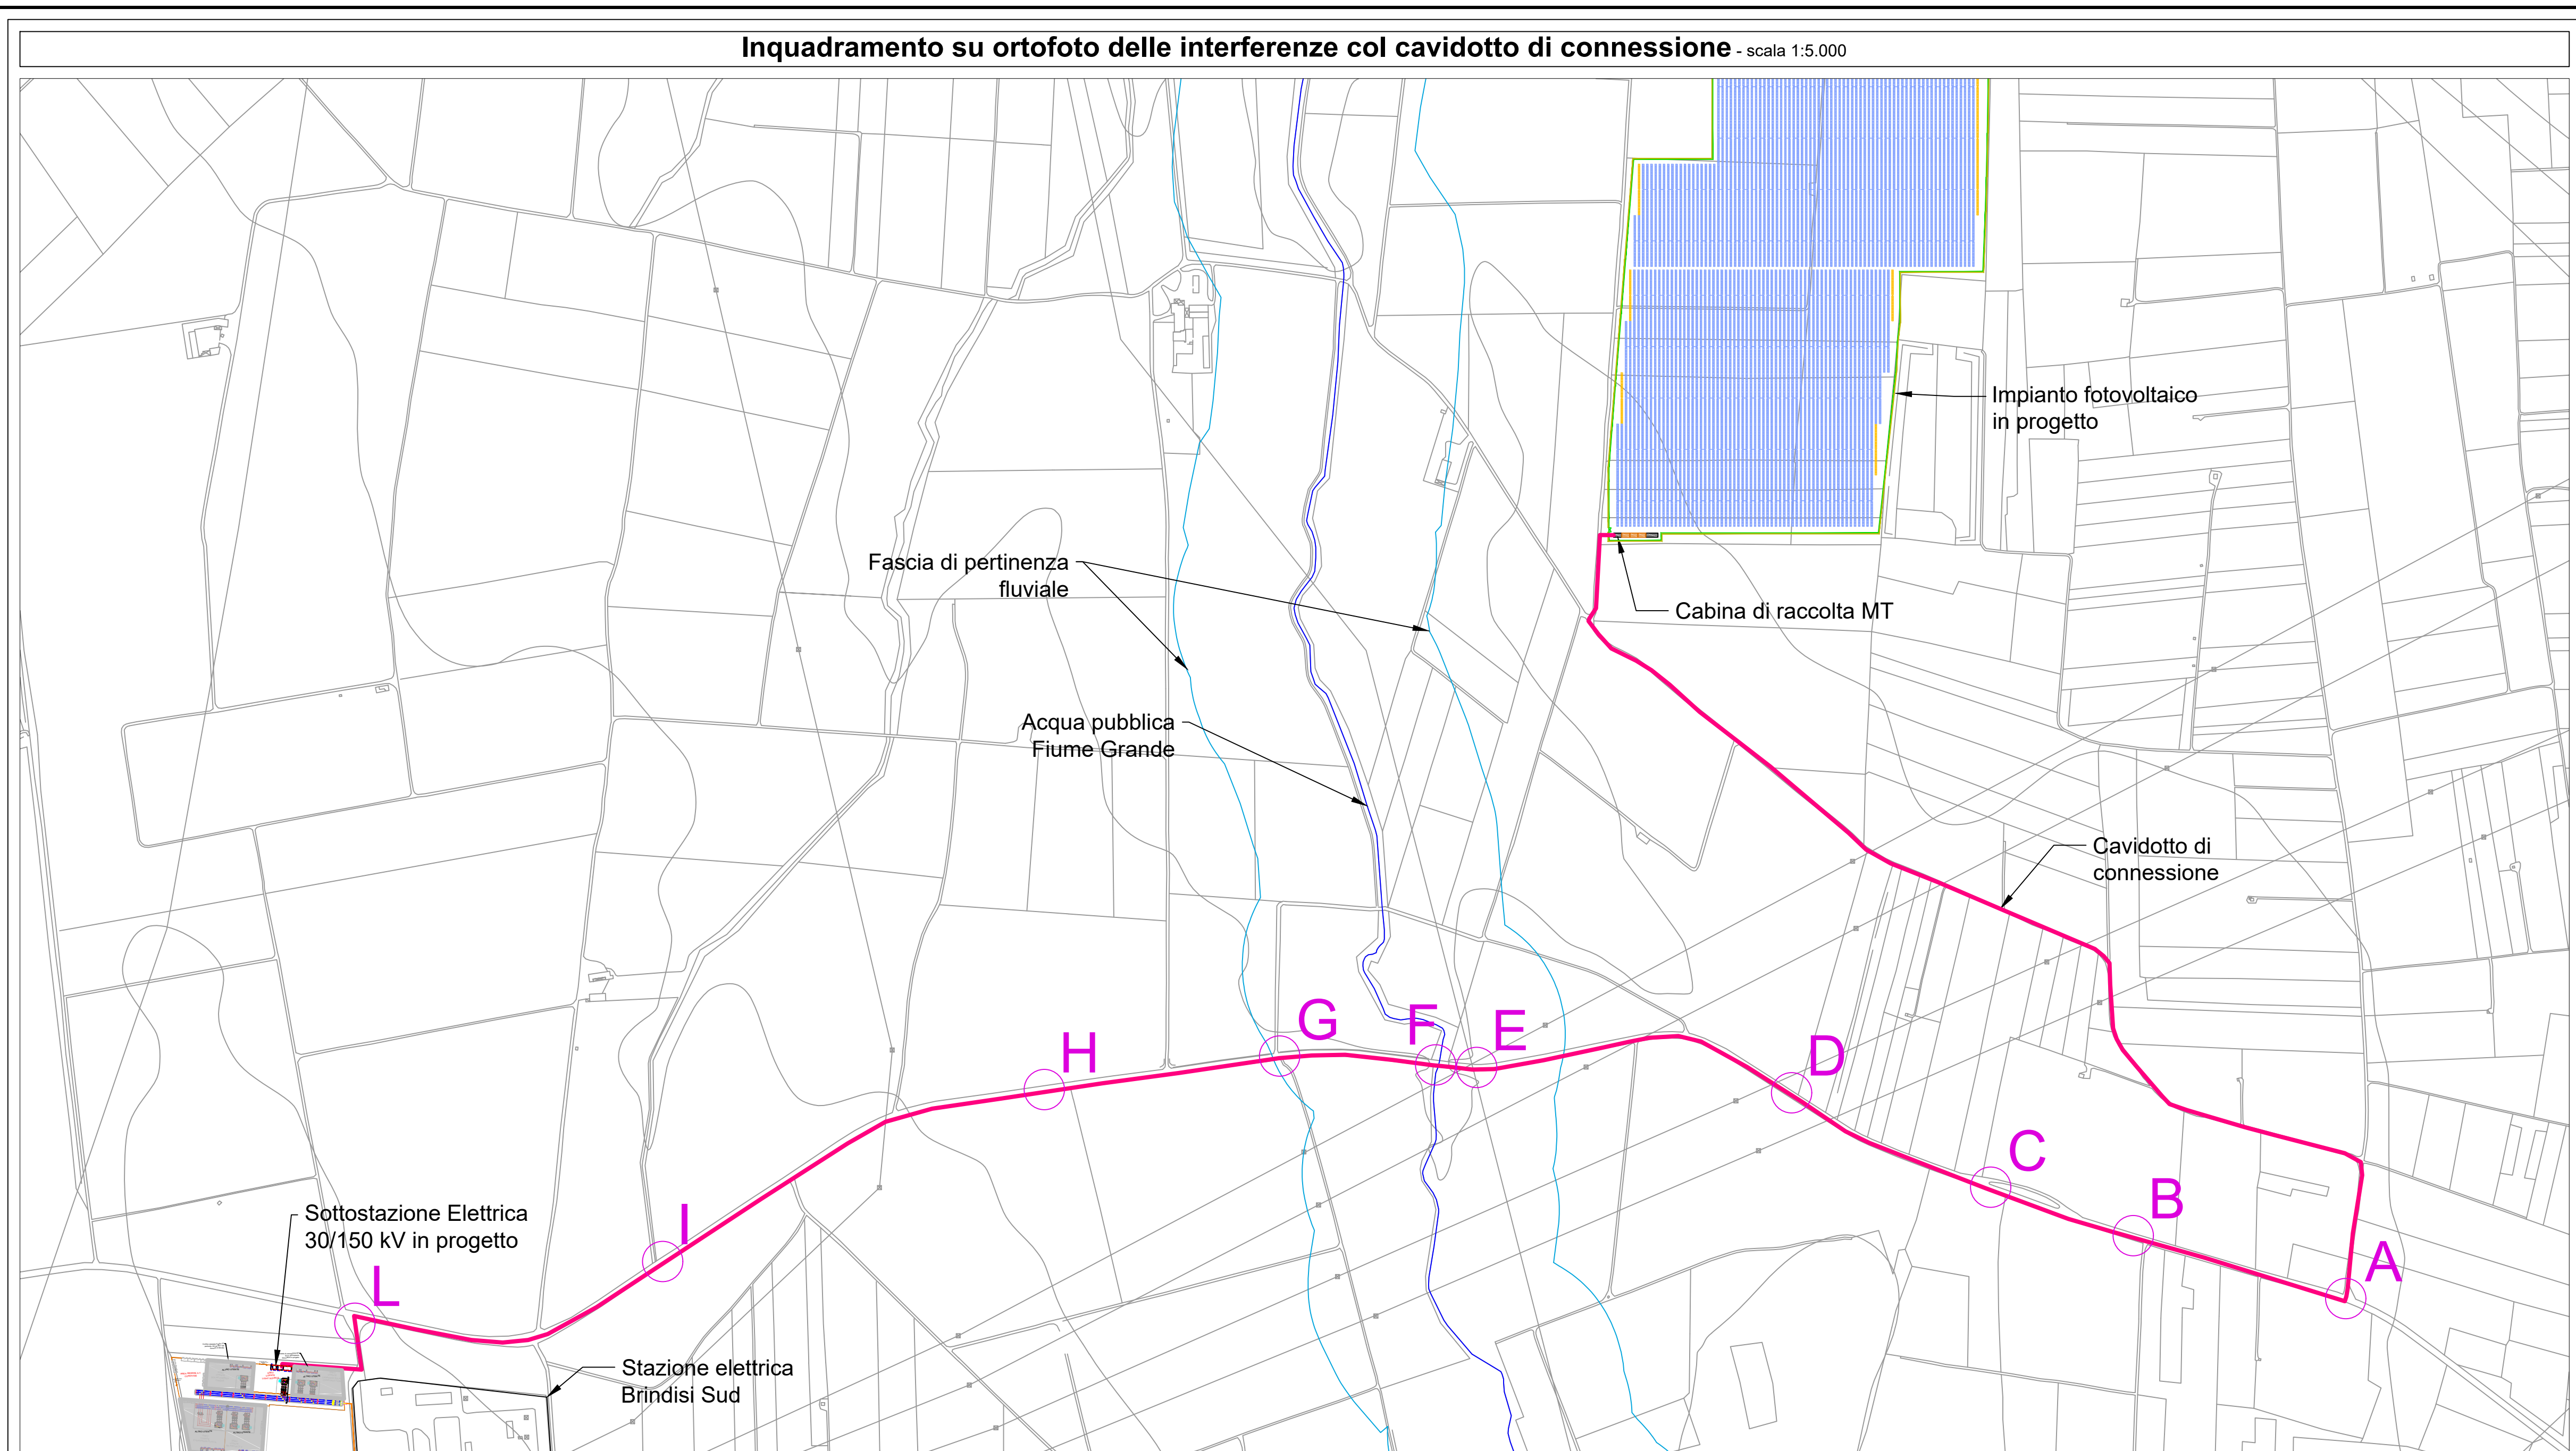 Inquadramento su ortofoto delle interferenze col cavidotto di connessione - scala 1:5.000
Impianto fotovoltaico
in progetto
Fascia di pertinenza
fluviale
Cabina di raccolta MT
Acqua pubblica
Fiume Grande
Cavidotto di
connessione
G
F
E
H
D
C
B
I
Sottostazione Elettrica
30/150 kV in progetto
A
L
Stazione elettrica
Brindisi Sud